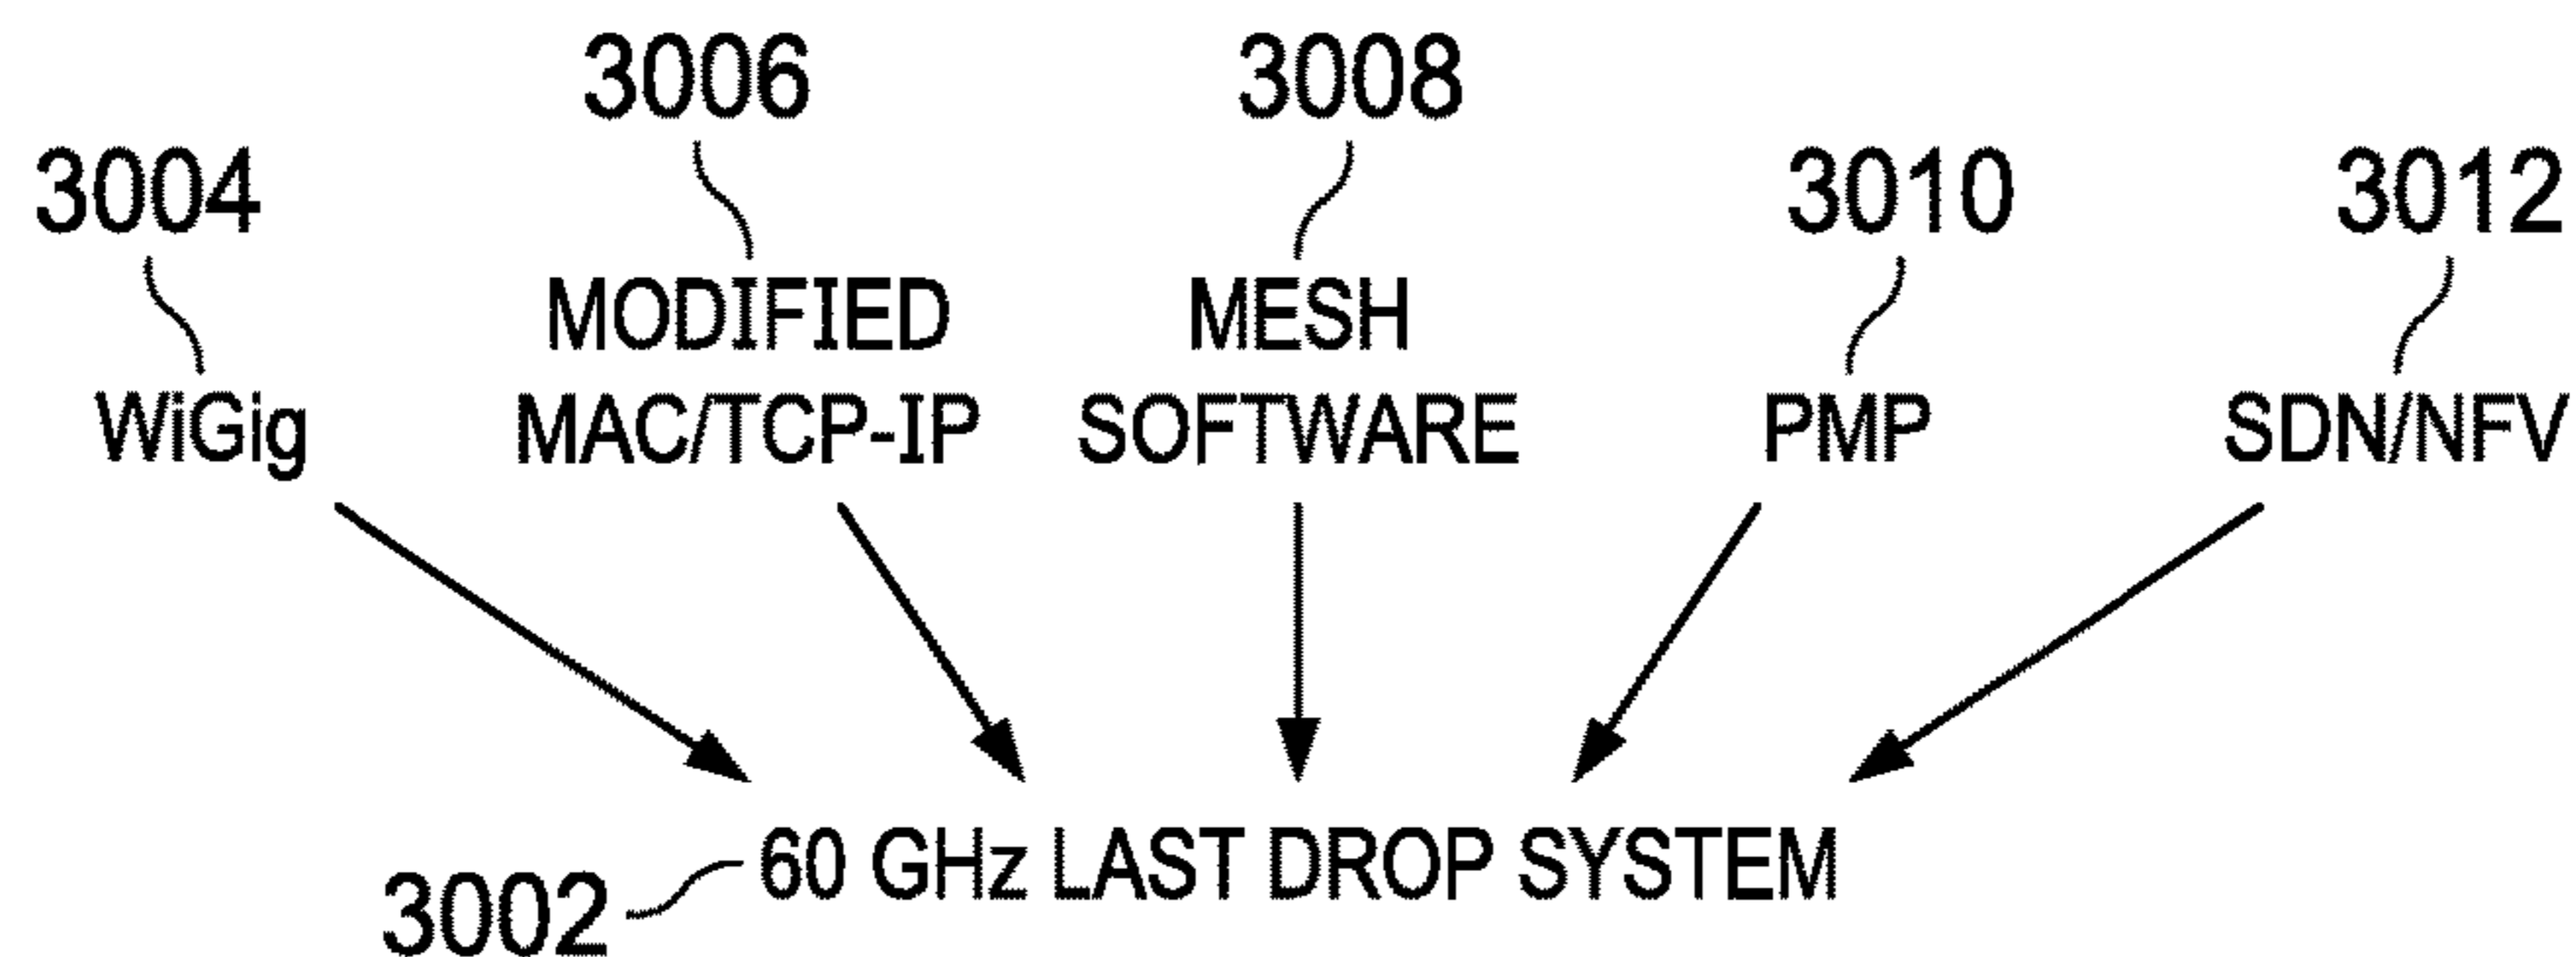 3006
3008
3004
3010
3012
MODIFIED
MESH
WiGig
MAC/TCP-IP
SOFTWARE
PMP
SDN/NFV
60 GHz LAST DROP SYSTEM
3002